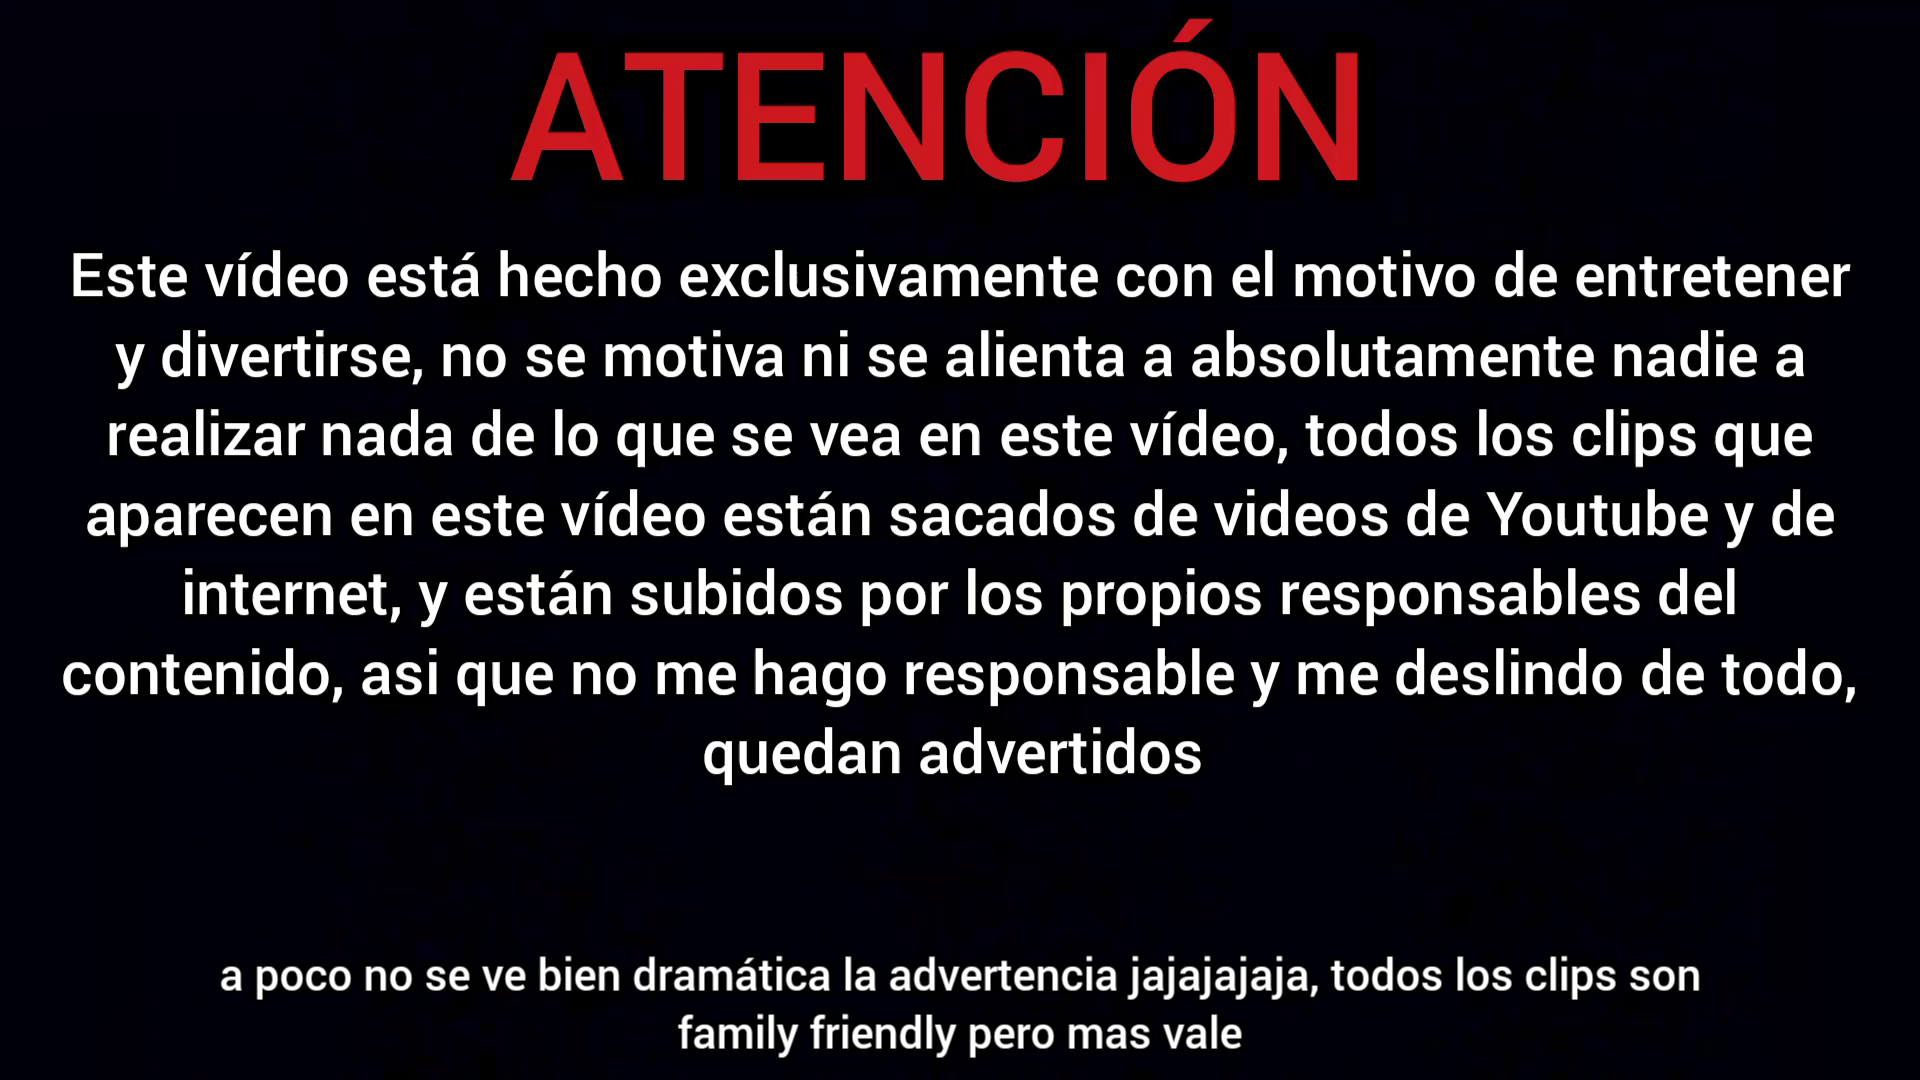 ATENCIÓN
Este vídeo está hecho exclusivamente con el motivo de entretener
y divertirse, no se motiva ni se alienta a absolutamente nadie a
realizar nada de lo que se vea en este vídeo, todos los clips que
aparecen en este vídeo están sacados de videos de Youtube y de
internet, y están subidos por los propios responsables del
contenido, asi que no me hago responsable y me deslindo de todo,
quedan advertidos
a poco no se ve bien dramática la advertencia jajajajaja, todos los clips son
family friendly pero mas vale